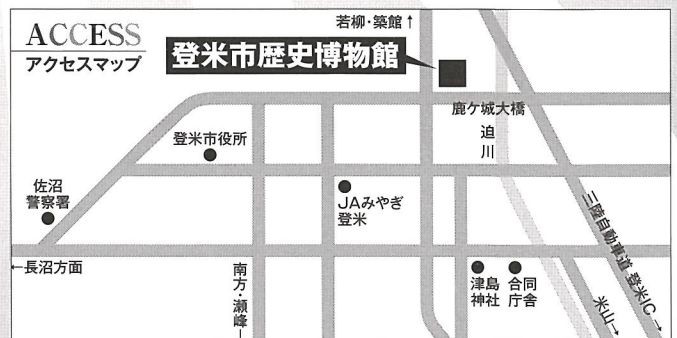 ACCESS
アクセスマップ
若柳・築館↑
登米市歴史博物館
鹿ケ城大橋
迫川
登米市役所
佐沼
警察署
JAみやぎ
登米
←長沼方面
南方・瀬峰
津島
神社
合同
庁舎
三陸自動車道 登米IC→
米山→